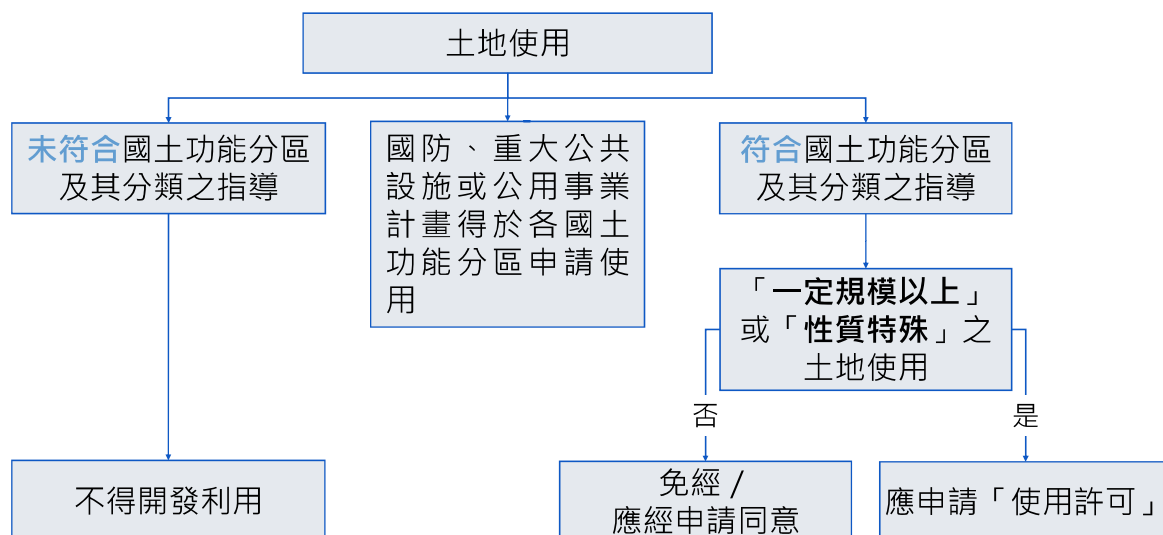 土地使用
未符合國土功能分區
及其分類之指導
國防、重大公共
設施或公用事業
計畫得於各國土
功能分區申請使
用
符合國土功能分區
及其分類之指導
「一定規模以上」
或「性質特殊」之
土地使用
否
是
不得開發利用
免經 /
應經申請同意
應申請「使用許可」